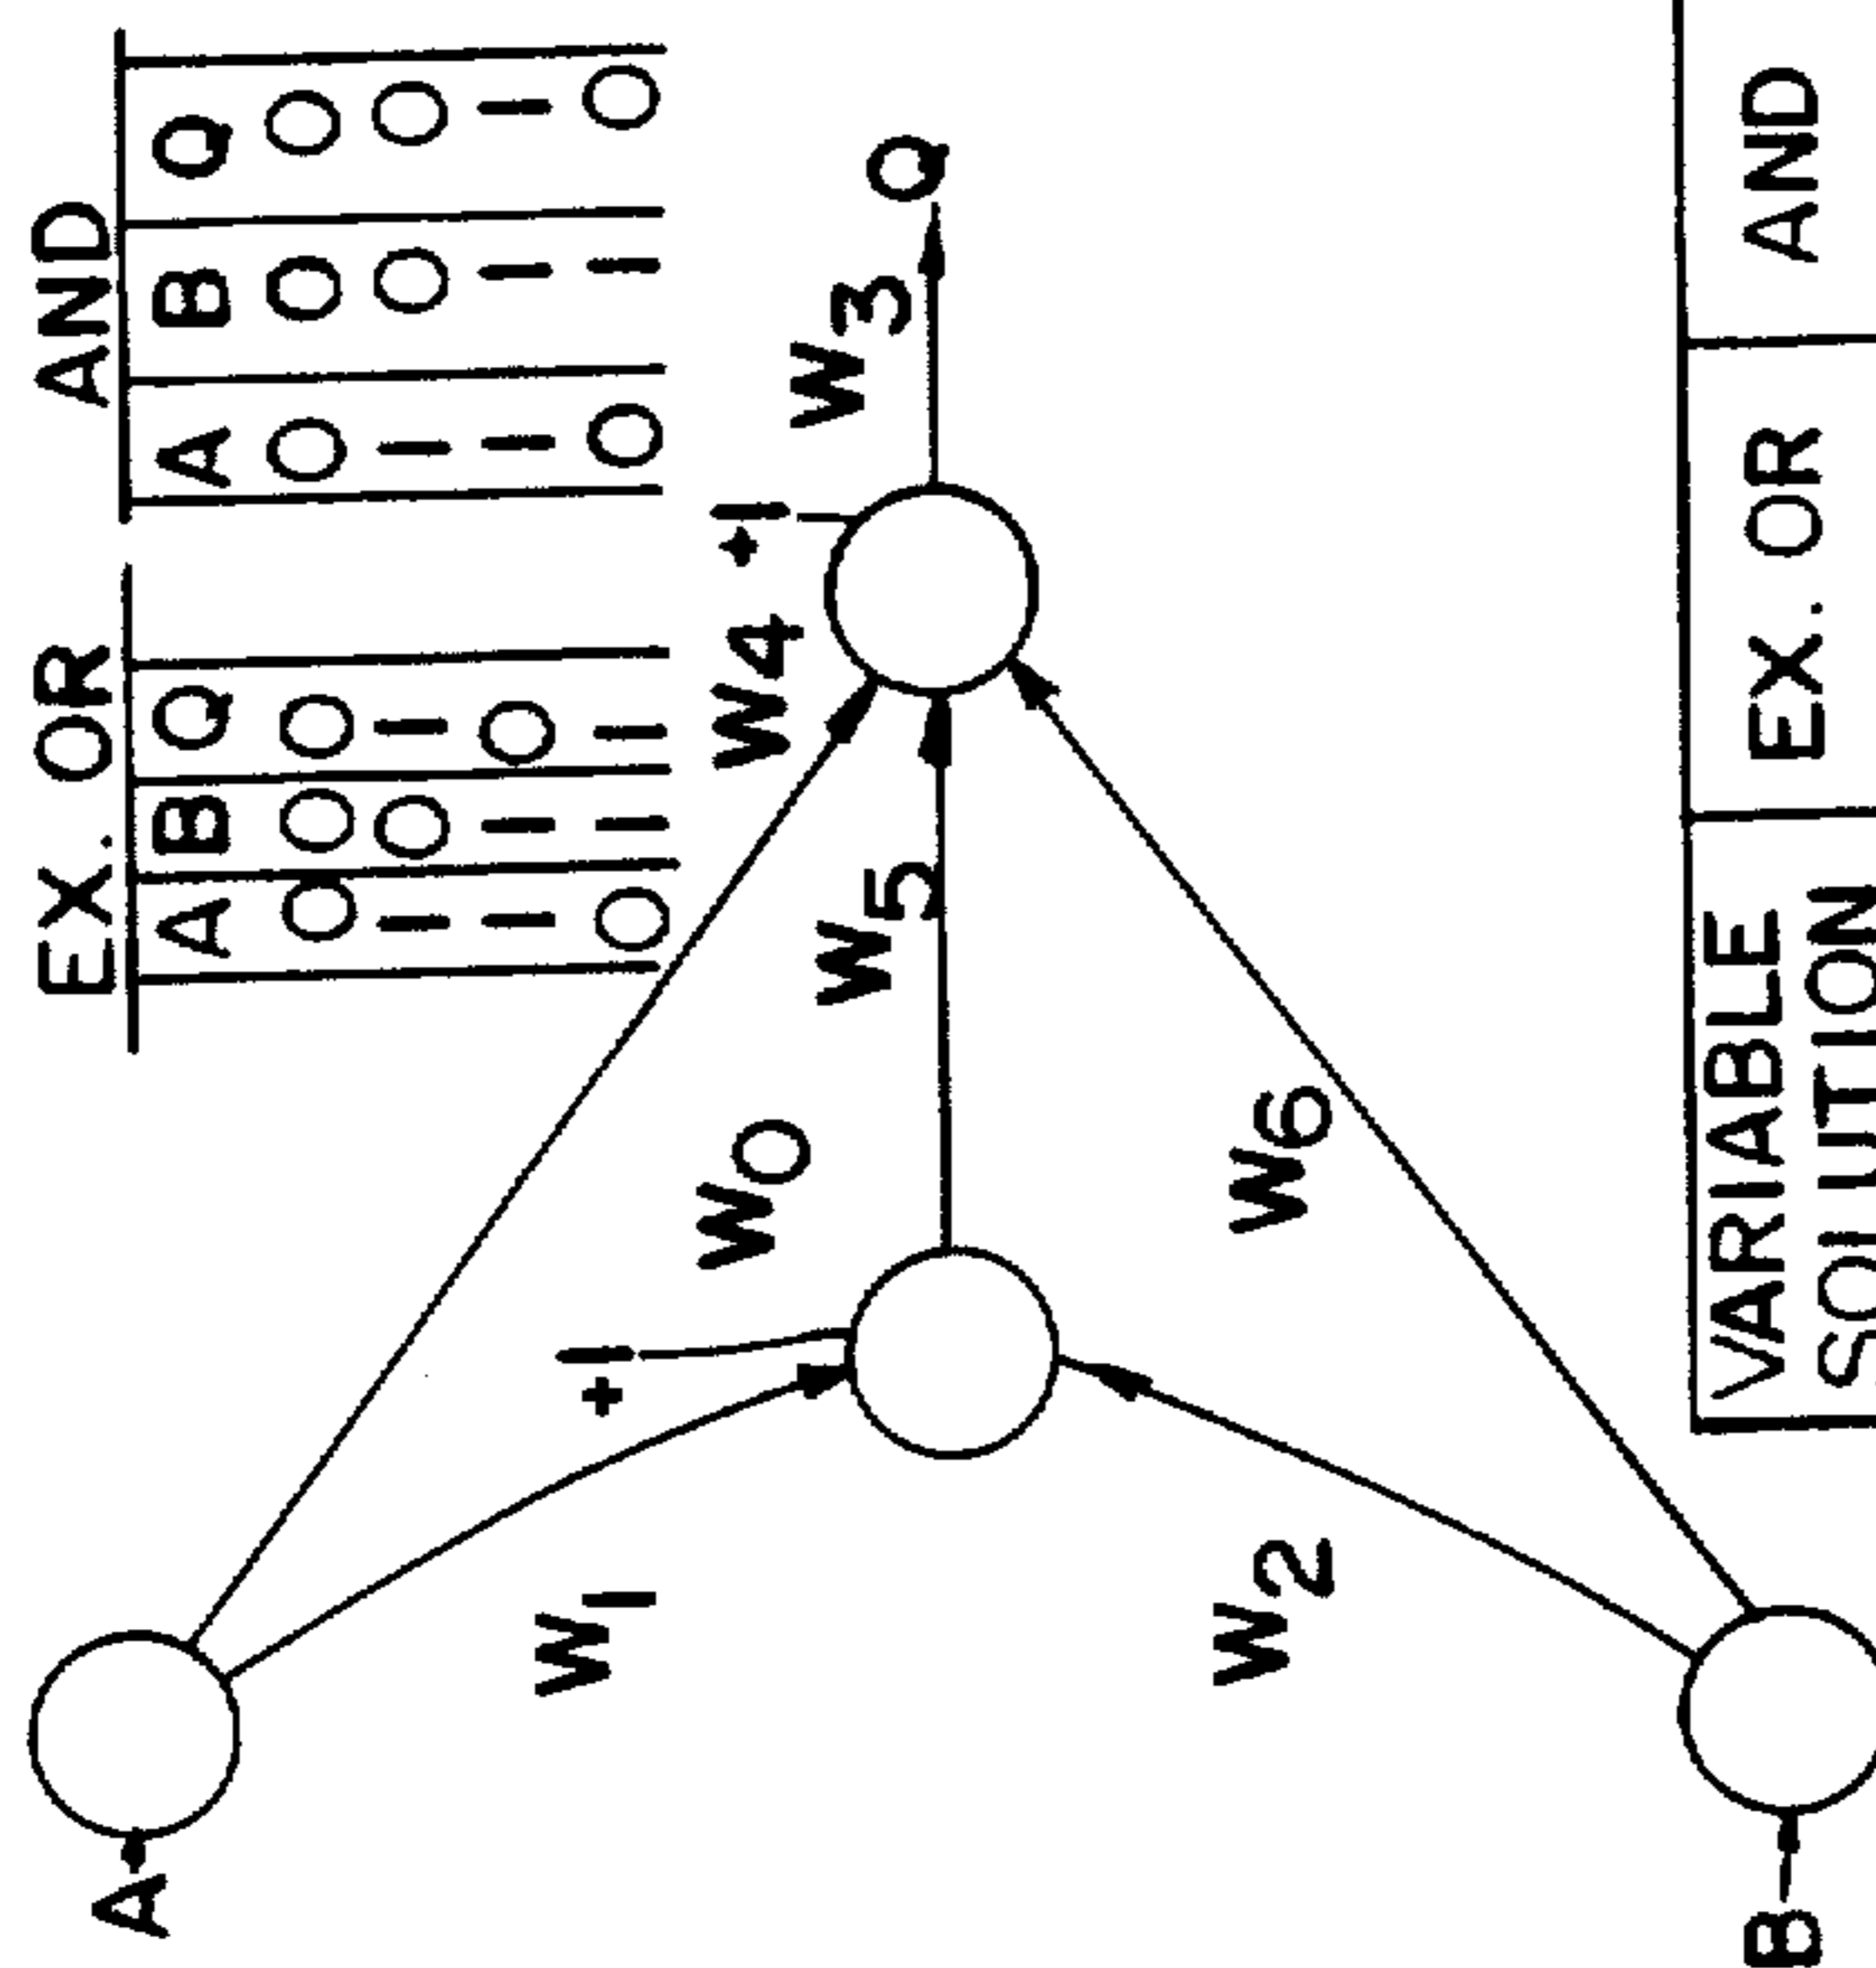 EX. OR
A B Q
0 0 0
1 0 1
1 1 0
0 1 1
AND
A B Q
0 0 0
1 0 0
1 1 1
0 1 0
A
W1
+1
W0
W4
+1
W5
W3
Q
W2
W6
B
VARIABLE
SOLUTION
EX. OR
AND